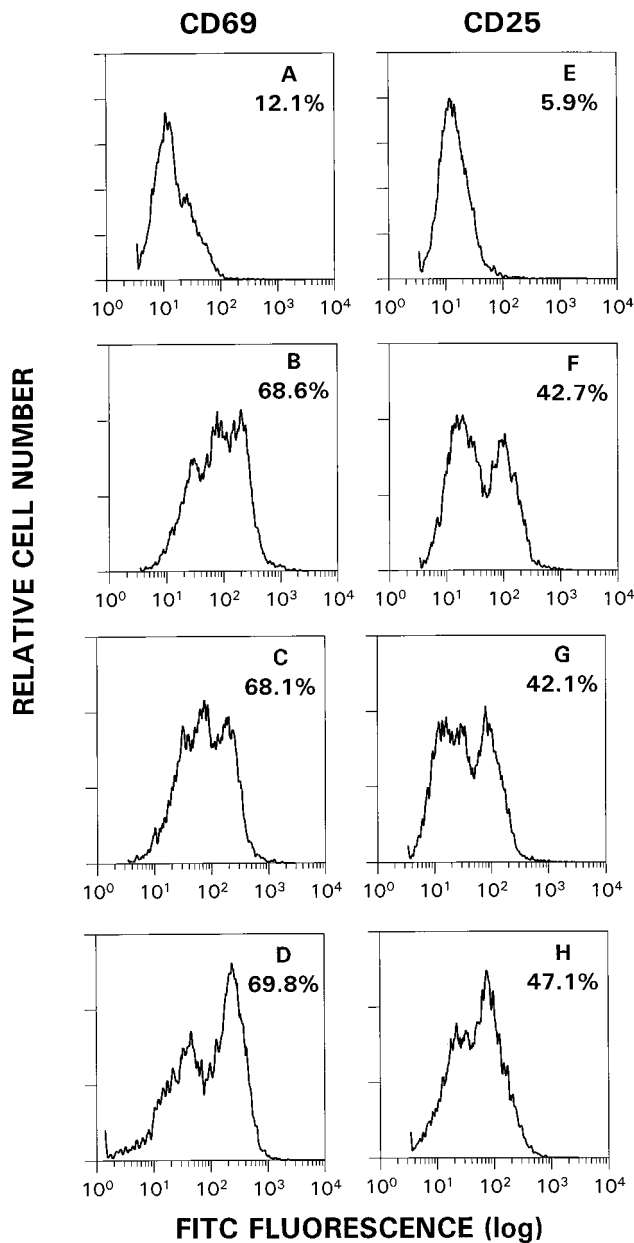 CD69 CD25
A E
12.1% 5.9%
10⁰ 10¹ 10² 10³ 10⁴ 10⁰ 10¹ 10² 10³ 10⁴
B F
68.6% 42.7%
10⁰ 10¹ 10² 10³ 10⁴ 10⁰ 10¹ 10² 10³ 10⁴
RELATIVE CELL NUMBER
C G
68.1% 42.1%
10⁰ 10¹ 10² 10³ 10⁴ 10⁰ 10¹ 10² 10³ 10⁴
D H
69.8% 47.1%
10⁰ 10¹ 10² 10³ 10⁴ 10⁰ 10¹ 10² 10³ 10⁴
FITC FLUORESCENCE (log)